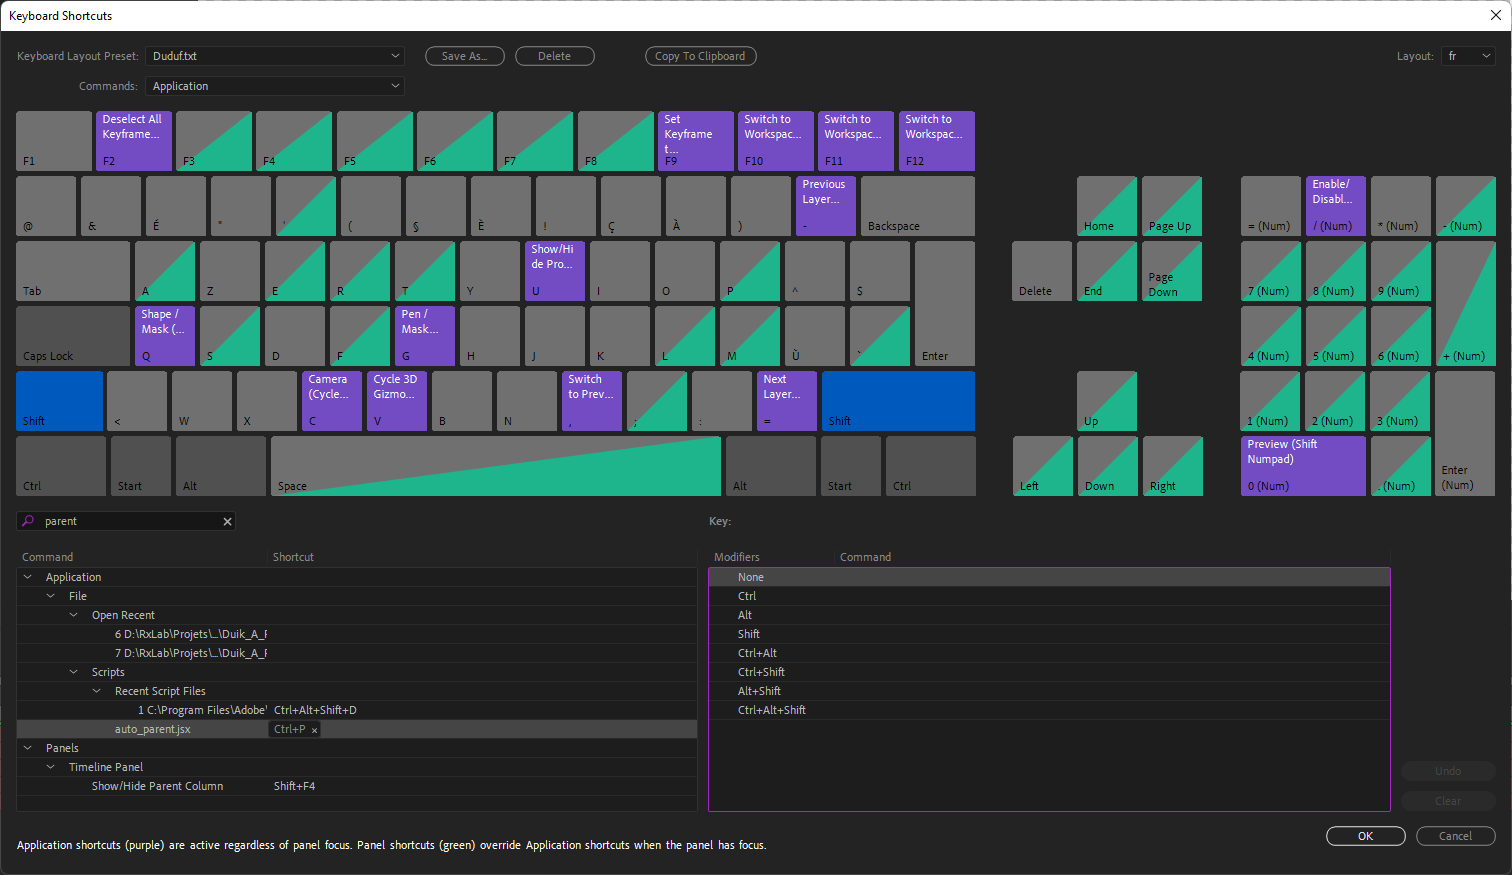 Keyboard Shortcuts
Keyboard Layout Preset: Duduf.txt Save As... Delete Copy To Clipboard Layout: fr
Commands: Application
Deselect All Set Switch to Switch to Switch to
Keyframe... Keyframe Workspac... Workspac... Workspac...
t...
F1 F2 F3 F4 F5 F6 F7 F8 F9 F10 F11 F12
Previous Enable/
Layer... Disabl...
@ & É " ' ( § È ! Ç À ) - Backspace Home Page Up = (Num) / (Num) * (Num) - (Num)
Show/Hi
de Pro...
Page
Tab A Z E R T Y U I O P ^ $ Delete End Down 7 (Num) 8 (Num) 9 (Num)
Shape / Pen /
Mask (... Mask...
Caps Lock Q S D F G H J K L M Ù ` Enter 4 (Num) 5 (Num) 6 (Num) + (Num)
Camera Cycle 3D Switch Next
(Cycle... Gizmo... to Prev... Layer...
Shift < W X C V B N , ; : = Shift Up 1 (Num) 2 (Num) 3 (Num)
Preview (Shift
Numpad)
Enter
Ctrl Start Alt Space Alt Start Ctrl Left Down Right 0 (Num) . (Num) (Num)
parent Key:
Command Shortcut Modifiers Command
Application None
File Ctrl
Open Recent Alt
6 D:\RxLab\Projets\...\Duik_A_F Shift
7 D:\RxLab\Projets\...\Duik_A_F Ctrl+Alt
Scripts Ctrl+Shift
Recent Script Files Alt+Shift
1 C:\Program Files\Adobe\ Ctrl+Alt+Shift+D Ctrl+Alt+Shift
auto_parent.jsx Ctrl+P
Panels
Timeline Panel Undo
Show/Hide Parent Column Shift+F4
Clear
OK Cancel
Application shortcuts (purple) are active regardless of panel focus. Panel shortcuts (green) override Application shortcuts when the panel has focus.